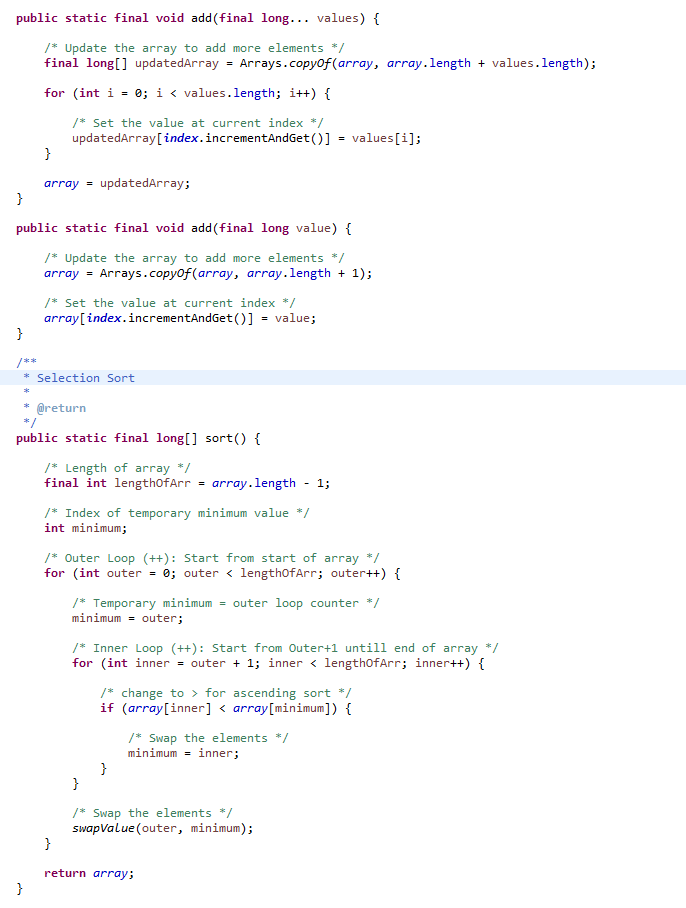 public static final void add(final long... values) {
/* Update the array to add more elements */
final long[] updatedArray = Arrays.copyOf(array, array.length + values.length);
for (int i = 0; i < values.length; i++) {
/* Set the value at current index */
updatedArray[index.incrementAndGet()] = values[i];
}
array = updatedArray;
}
public static final void add(final long value) {
/* Update the array to add more elements */
array = Arrays.copyOf(array, array.length + 1);
/* Set the value at current index */
array[index.incrementAndGet()] = value;
}
/**
* Selection Sort
*
* @return
*/
public static final long[] sort() {
/* Length of array */
final int lengthOfArr = array.length - 1;
/* Index of temporary minimum value */
int minimum;
/* Outer Loop (++): Start from start of array */
for (int outer = 0; outer < lengthOfArr; outer++) {
/* Temporary minimum = outer loop counter */
minimum = outer;
/* Inner Loop (++): Start from Outer+1 untill end of array */
for (int inner = outer + 1; inner < lengthOfArr; inner++) {
/* change to > for ascending sort */
if (array[inner] < array[minimum]) {
/* Swap the elements */
minimum = inner;
}
}
/* Swap the elements */
swapValue(outer, minimum);
}
return array;
}